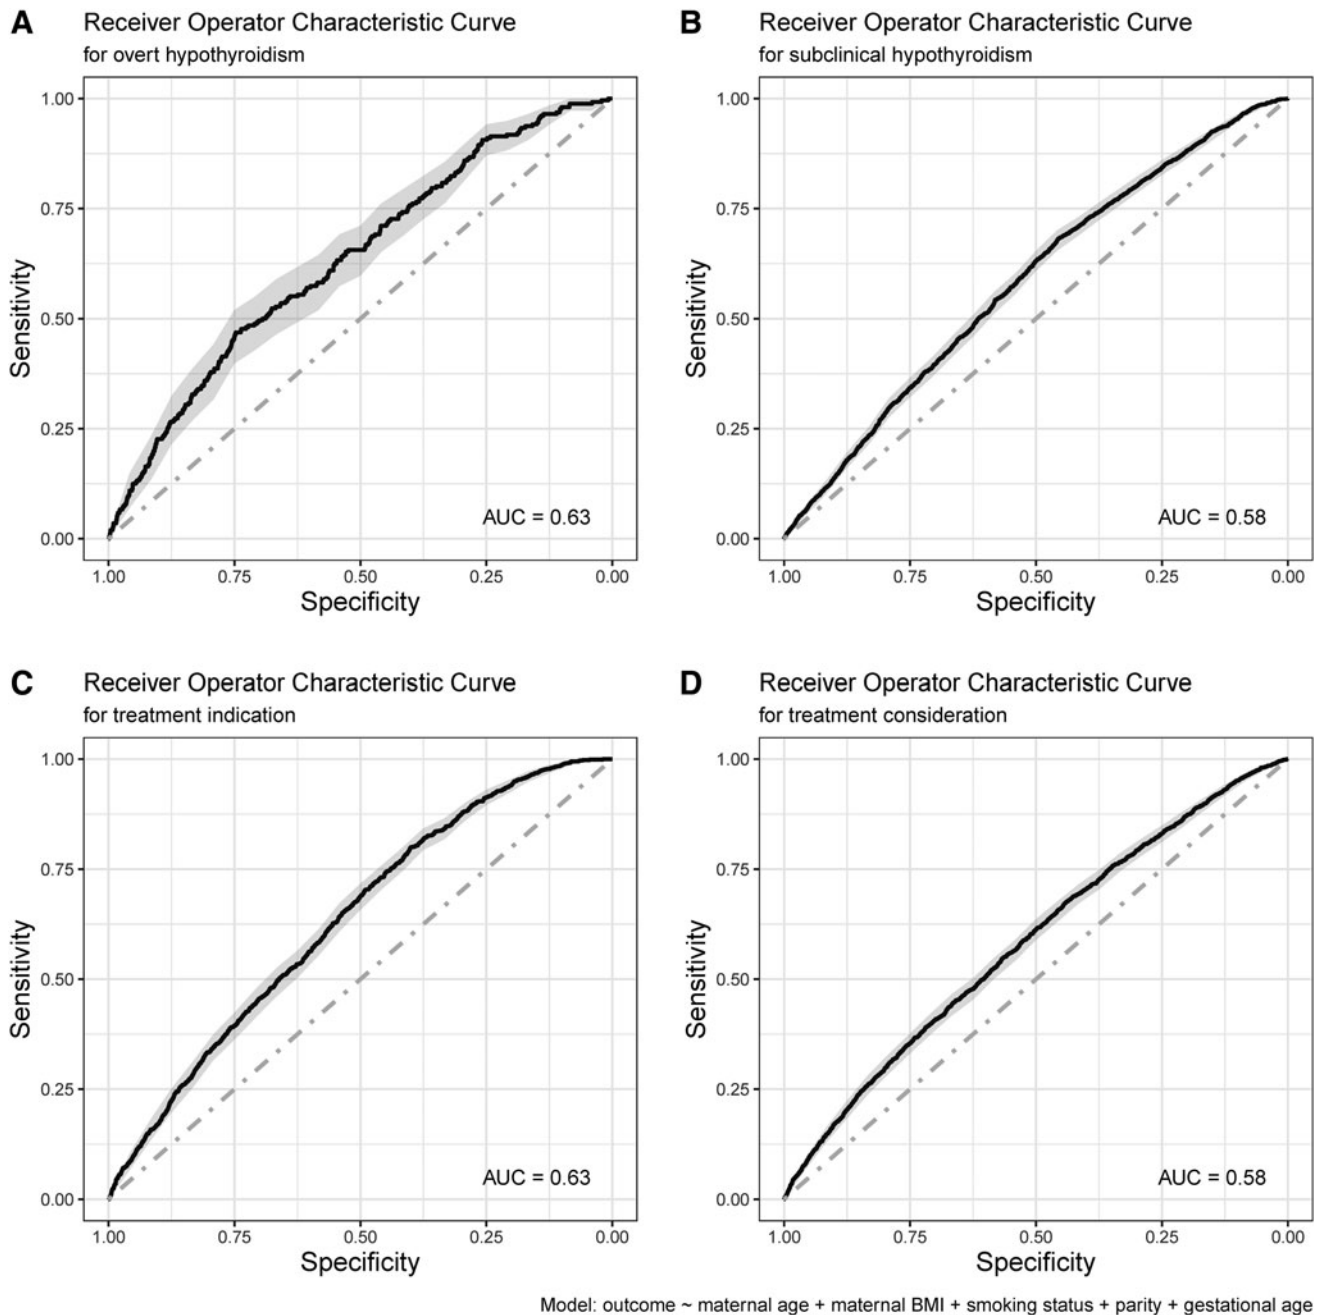 A
Receiver Operator Characteristic Curve
for overt hypothyroidism
1.00
0.75
0.50
0.25
0.00
Sensitivity
AUC = 0.63
1.00 0.75 0.50 0.25 0.00
Specificity
B
Receiver Operator Characteristic Curve
for subclinical hypothyroidism
1.00
0.75
0.50
0.25
0.00
Sensitivity
AUC = 0.58
1.00 0.75 0.50 0.25 0.00
Specificity
C
Receiver Operator Characteristic Curve
for treatment indication
1.00
0.75
0.50
0.25
0.00
Sensitivity
AUC = 0.63
1.00 0.75 0.50 0.25 0.00
Specificity
D
Receiver Operator Characteristic Curve
for treatment consideration
1.00
0.75
0.50
0.25
0.00
Sensitivity
AUC = 0.58
1.00 0.75 0.50 0.25 0.00
Specificity
Model: outcome ~ maternal age + maternal BMI + smoking status + parity + gestational age